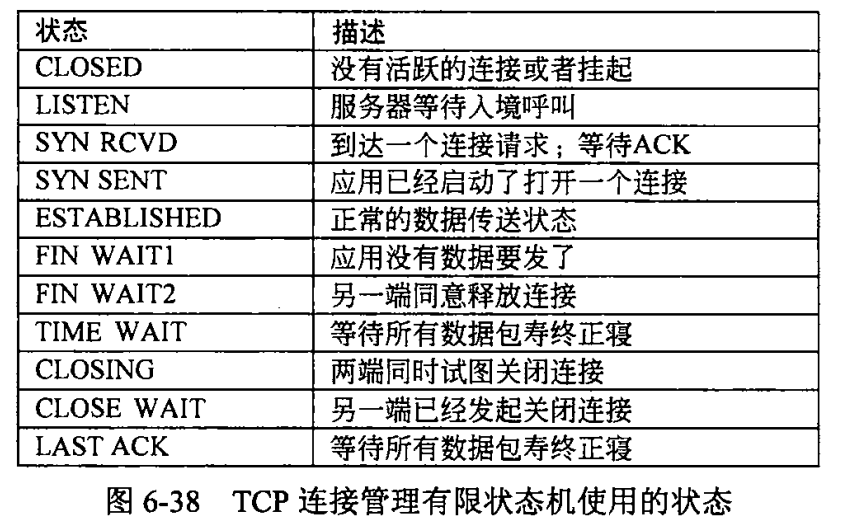 状态 描述
CLOSED 没有活跃的连接或者挂起
LISTEN 服务器等待入境呼叫
SYN RCVD 到达一个连接请求；等待ACK
SYN SENT 应用已经启动了打开一个连接
ESTABLISHED 正常的数据传送状态
FIN WAIT1 应用没有数据要发了
FIN WAIT2 另一端同意释放连接
TIME WAIT 等待所有数据包寿终正寝
CLOSING 两端同时试图关闭连接
CLOSE WAIT 另一端已经发起关闭连接
LAST ACK 等待所有数据包寿终正寝
图 6-38 TCP 连接管理有限状态机使用的状态